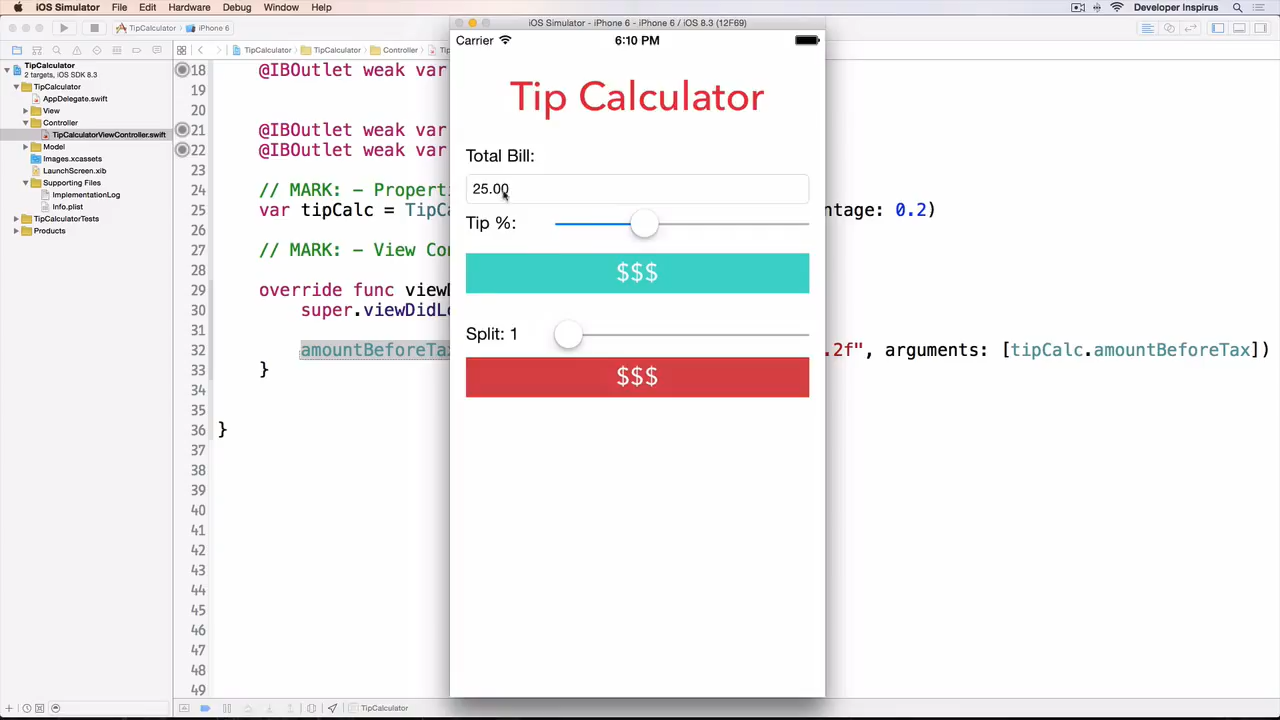 iOS Simulator File Edit Hardware Debug Window Help Developer Inspirus
iOS Simulator - iPhone 6 - iPhone 6 / iOS 8.3 (12F69)
TipCalculator iPhone 6
TipCalculator TipCalculator Controller
TipCalculator
2 targets, iOS SDK 8.3
TipCalculator
AppDelegate.swift
View
Controller
TipCalculatorViewController.swift
Model
Images.xcassets
LaunchScreen.xib
Supporting Files
ImplementationLog
Info.plist
TipCalculatorTests
Products
18 @IBOutlet weak var
19
20
21 @IBOutlet weak var
22 @IBOutlet weak var
23
24 // MARK: - Properti
25 var tipCalc = TipCa ntage: 0.2)
26
27 // MARK: - View Con
28
29 override func viewD
30 super.viewDidLo
31
32 amountBeforeTax .2f", arguments: [tipCalc.amountBeforeTax])
33 }
34
35
36 }
37
38
39
40
41
42
43
44
45
46
47
48
49
Carrier 6:10 PM
Tip Calculator
Total Bill:
25.00
Tip %:
$$$
Split: 1
$$$
TipCalculator